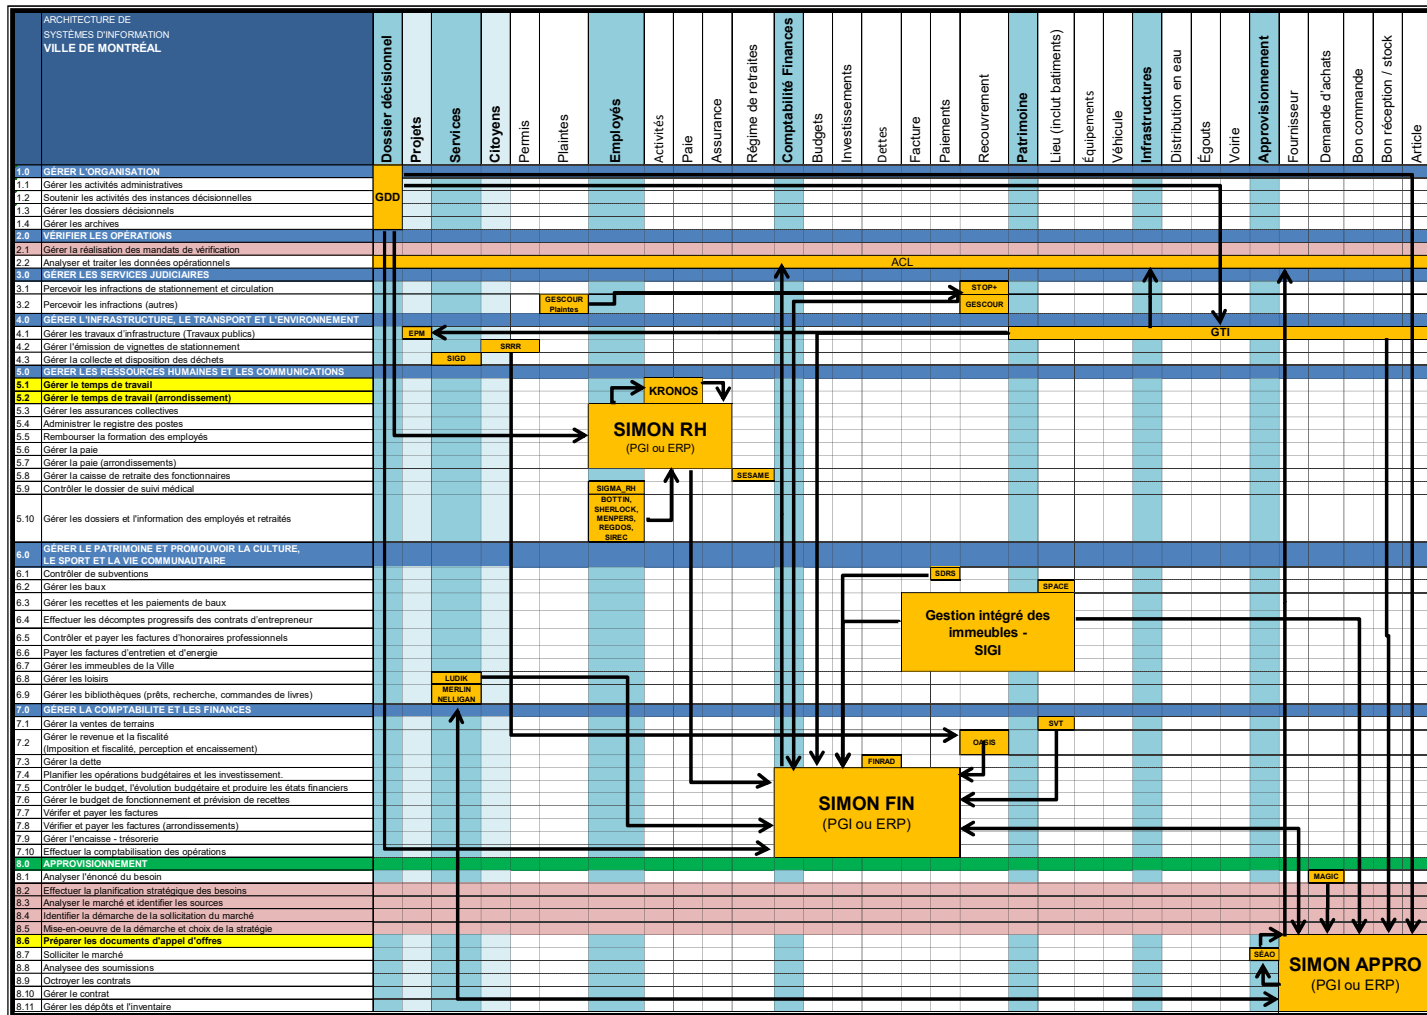 ARCHITECTURE DE
SYSTÈMES D'INFORMATION
VILLE DE MONTRÉAL
Dossier décisionnel
Projets
Services
Citoyens
Permis
Plaintes
Employés
Activités
Paie
Assurance
Régime de retraites
Comptabilité Finances
Budgets
Investissements
Dettes
Facture
Paiements
Recouvrement
Patrimoine
Lieu (inclut batiments)
Équipements
Véhicule
Infrastructures
Distribution en eau
Égouts
Voirie
Approvisionnement
Fournisseur
Demande d'achats
Bon commande
Bon réception / stock
Article
1.0 GÉRER L'ORGANISATION
1.1 Gérer les activités administratives
1.2 Soutenir les activités des instances décisionnelles
GDD
1.3 Gérer les dossiers décisionnels
1.4 Gérer les archives
2.0 VÉRIFIER LES OPÉRATIONS
2.1 Gérer la réalisation des mandats de vérification
2.2 Analyser et traiter les données opérationnels
ACL
3.0 GÉRER LES SERVICES JUDICIAIRES
3.1 Percevoir les infractions de stationnement et circulation
STOP+
3.2 Percevoir les infractions (autres)
GESCOUR
Plaintes
GESCOUR
4.0 GÉRER L'INFRASTRUCTURE, LE TRANSPORT ET L'ENVIRONNEMENT
4.1 Gérer les travaux d'infrastructure (Travaux publics)
EPM
GTI
4.2 Gérer l'émission de vignettes de stationnement
SRRR
4.3 Gérer la collecte et disposition des déchets
SIGD
5.0 GERER LES RESSOURCES HUMAINES ET LES COMMUNICATIONS
5.1 Gérer le temps de travail
KRONOS
5.2 Gérer le temps de travail (arrondissement)
5.3 Gérer les assurances collectives
5.4 Administrer le registre des postes
SIMON RH
(PGI ou ERP)
5.5 Rembourser la formation des employés
5.6 Gérer la paie
5.7 Gérer la paie (arrondissements)
5.8 Gérer la caisse de retraite des fonctionnaires
SESAME
5.9 Contrôler le dossier de suivi médical
SIGMA_RH
5.10 Gérer les dossiers et l'information des employés et retraités
BOTTIN,
SHERLOCK,
MENPERS,
REGDOS,
SIREC
6.0 GÉRER LE PATRIMOINE ET PROMOUVOIR LA CULTURE,
LE SPORT ET LA VIE COMMUNAUTAIRE
6.1 Contrôler de subventions
SDRS
6.2 Gérer les baux
SPACE
6.3 Gérer les recettes et les paiements de baux
6.4 Effectuer les décomptes progressifs des contrats d'entrepreneur
Gestion intégré des
immeubles -
SIGI
6.5 Contrôler et payer les factures d'honoraires professionnels
6.6 Payer les factures d'entretien et d'energie
6.7 Gérer les immeubles de la Ville
6.8 Gérer les loisirs
LUDIK
6.9 Gérer les bibliothèques (prêts, recherche, commandes de livres)
MERLIN
NELLIGAN
7.0 GÉRER LA COMPTABILITE ET LES FINANCES
7.1 Gérer la ventes de terrains
SVT
7.2 Gérer le revenue et la fiscalité
(Imposition et fiscalité, perception et encaissement)
OASIS
7.3 Gérer la dette
FINRAD
7.4 Planifier les opérations budgétaires et les investissement.
7.5 Contrôler le budget, l'évolution budgétaire et produire les états financiers
7.6 Gérer le budget de fonctionnement et prévision de recettes
SIMON FIN
(PGI ou ERP)
7.7 Vérifer et payer les factures
7.8 Vérifier et payer les factures (arrondissements)
7.9 Gérer l'encaisse - trésorerie
7.10 Effectuer la comptabilisation des opérations
8.0 APPROVISIONNEMENT
8.1 Analyser l'énoncé du besoin
MAGIC
8.2 Effectuer la planification stratégique des besoins
8.3 Analyser le marché et identifier les sources
8.4 Identifier la démarche de la sollicitation du marché
8.5 Mise-en-oeuvre de la démarche et choix de la stratégie
8.6 Préparer les documents d'appel d'offres
8.7 Solliciter le marché
SÉAO
8.8 Analysee des soumissions
SIMON APPRO
(PGI ou ERP)
8.9 Octroyer les contrats
8.10 Gérer le contrat
8.11 Gérer les dépôts et l'inventaire